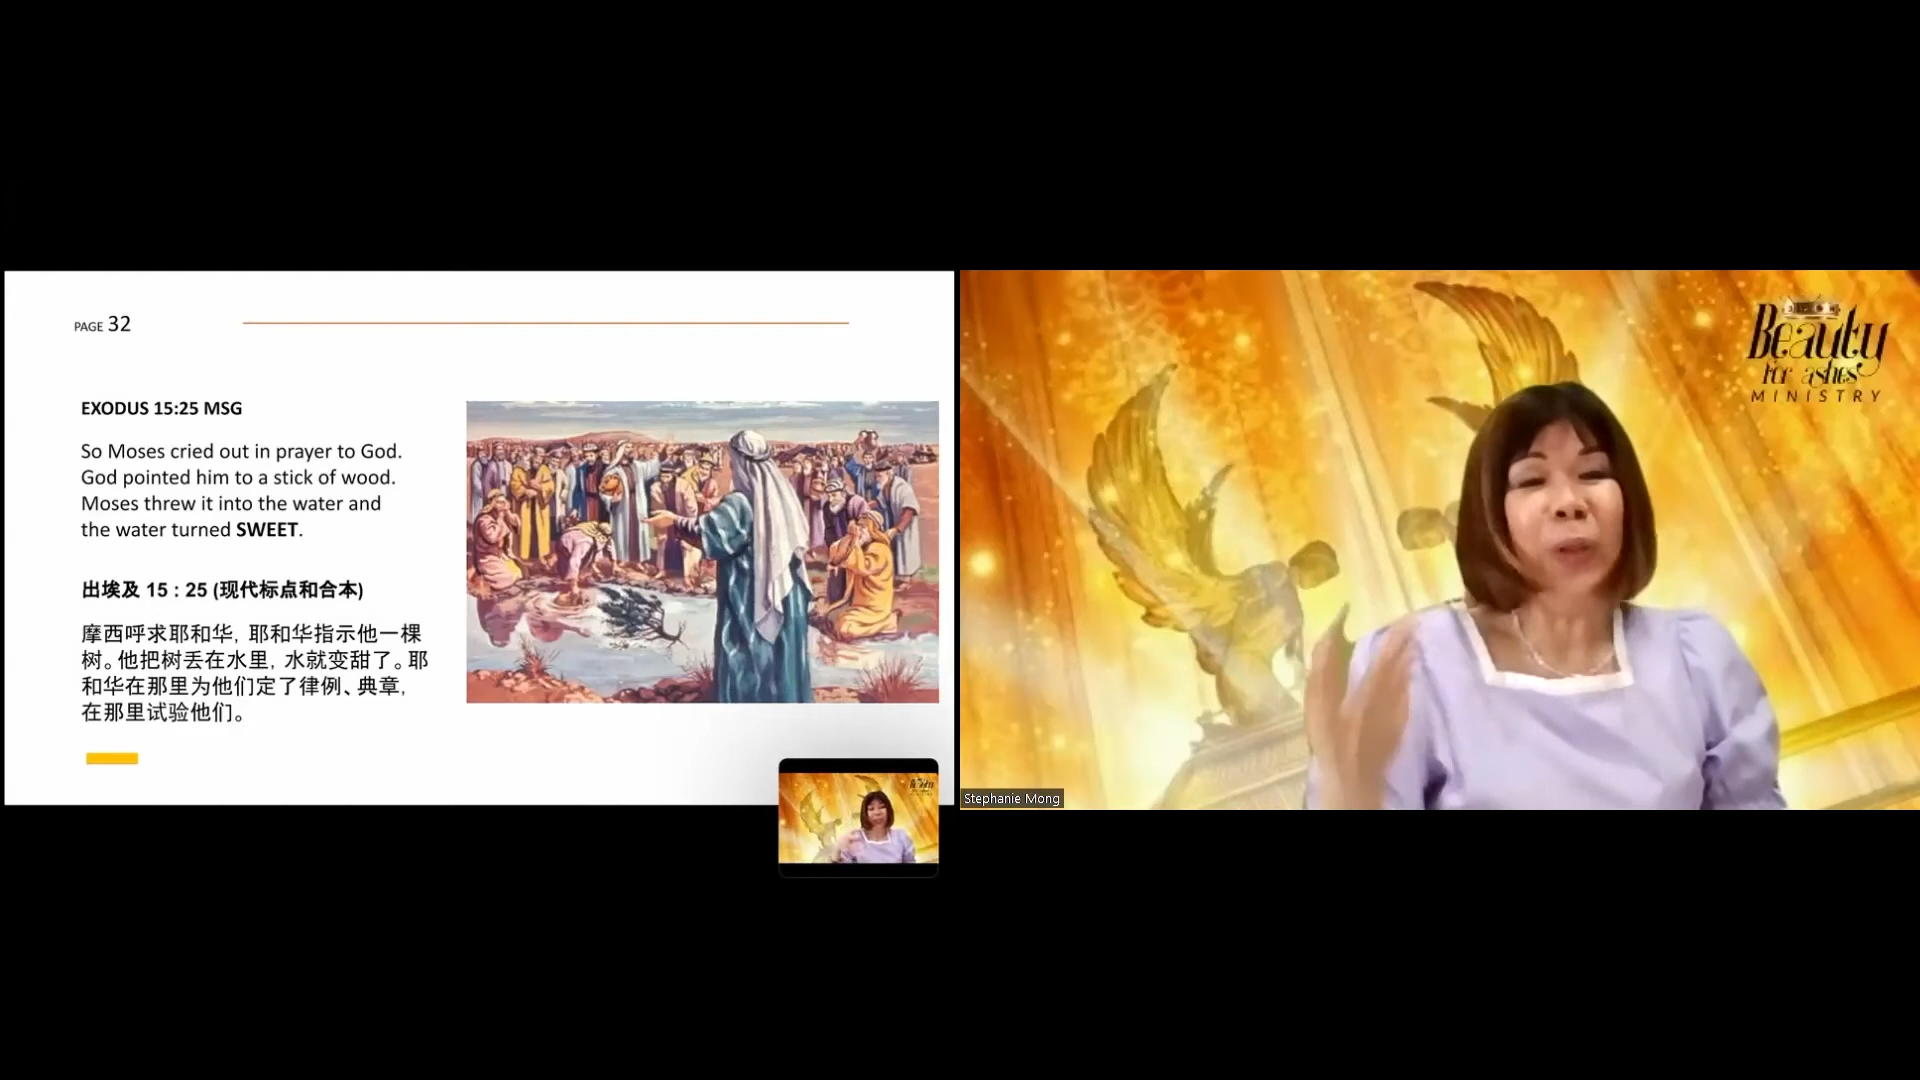 PAGE 32
EXODUS 15:25 MSG
So Moses cried out in prayer to God.
God pointed him to a stick of wood.
Moses threw it into the water and
the water turned SWEET.
出埃及 15 : 25 (现代标点和合本)
摩西呼求耶和华，耶和华指示他一棵
树。他把树丢在水里，水就变甜了。耶
和华在那里为他们定了律例、典章，
在那里试验他们。
Beauty
for ashes
MINISTRY
Stephanie Mong